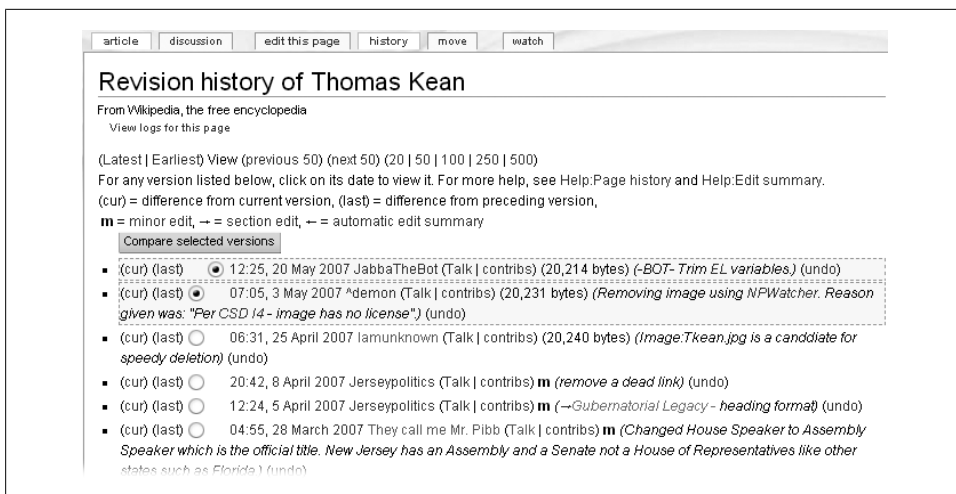 article discussion edit this page history move watch
Revision history of Thomas Kean
From Wikipedia, the free encyclopedia
View logs for this page
(Latest | Earliest) View (previous 50) (next 50) (20 | 50 | 100 | 250 | 500)
For any version listed below, click on its date to view it. For more help, see Help:Page history and Help:Edit summary.
(cur) = difference from current version, (last) = difference from preceding version,
m = minor edit, → = section edit, ← = automatic edit summary
Compare selected versions
(cur) (last) 12:25, 20 May 2007 JabbaTheBot (Talk | contribs) (20,214 bytes) (-BOT- Trim EL variables.) (undo)
(cur) (last) 07:05, 3 May 2007 ^demon (Talk | contribs) (20,231 bytes) (Removing image using NPWatcher. Reason
given was: "Per CSD I4 - image has no license".) (undo)
(cur) (last) 06:31, 25 April 2007 Iamunknown (Talk | contribs) (20,240 bytes) (Image:Tkean.jpg is a canddiate for
speedy deletion) (undo)
(cur) (last) 20:42, 8 April 2007 Jerseypolitics (Talk | contribs) m (remove a dead link) (undo)
(cur) (last) 12:24, 5 April 2007 Jerseypolitics (Talk | contribs) m (→Gubernatorial Legacy - heading format) (undo)
(cur) (last) 04:55, 28 March 2007 They call me Mr. Pibb (Talk | contribs) m (Changed House Speaker to Assembly
Speaker which is the official title. New Jersey has an Assembly and a Senate not a House of Representatives like other
states such as Florida.) (undo)